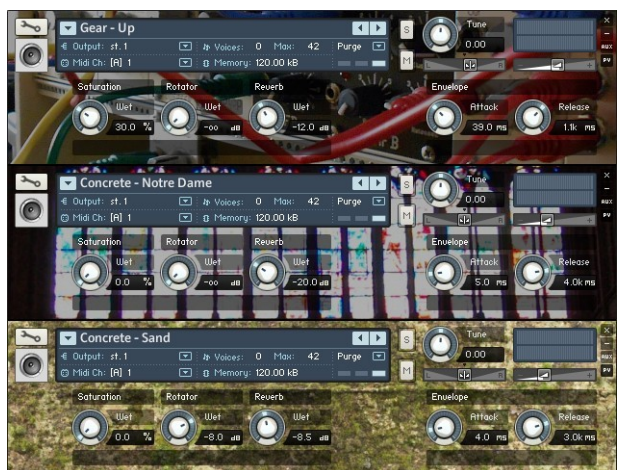 Gear - Up
S
Tune
0.00
Output: st. 1
Voices: 0 Max: 42
Purge
Midi Ch: [A] 1
Memory: 120.00 kB
M
L R
- +
AUX
PV
Saturation
Rotator
Reverb
Envelope
Wet
Wet
Wet
Attack
Release
30.0 %
-oo dB
-12.0 dB
39.0 ms
1.1k ms
Concrete - Notre Dame
S
Tune
0.00
Output: st. 1
Voices: 0 Max: 42
Purge
Midi Ch: [A] 1
Memory: 120.00 kB
M
L R
- +
AUX
PV
Saturation
Rotator
Reverb
Envelope
Wet
Wet
Wet
Attack
Release
0.0 %
-oo dB
-20.0 dB
5.0 ms
4.0k ms
Concrete - Sand
S
Tune
0.00
Output: st. 1
Voices: 0 Max: 42
Purge
Midi Ch: [A] 1
Memory: 120.00 kB
M
L R
- +
AUX
PV
Saturation
Rotator
Reverb
Envelope
Wet
Wet
Wet
Attack
Release
0.0 %
-8.0 dB
-8.5 dB
4.0 ms
3.0k ms